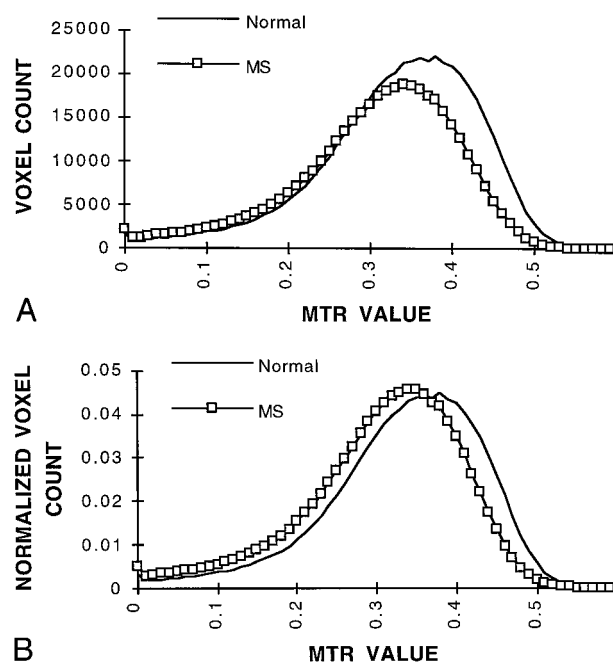 Normal
MS
VOXEL COUNT
25000
20000
15000
10000
5000
0
0
0.1
0.2
0.3
0.4
0.5
MTR VALUE
A
Normal
MS
NORMALIZED VOXEL
COUNT
0.05
0.04
0.03
0.02
0.01
0
0
0.1
0.2
0.3
0.4
0.5
MTR VALUE
B